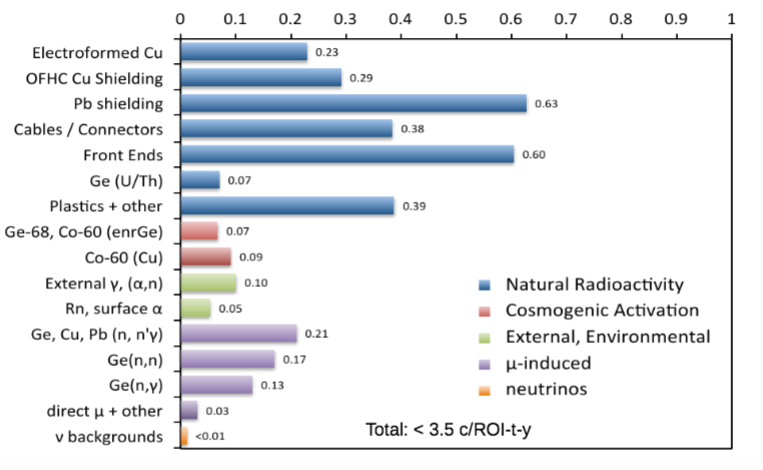 0 0.1 0.2 0.3 0.4 0.5 0.6 0.7 0.8 0.9 1
Electroformed Cu 0.23
OFHC Cu Shielding 0.29
Pb shielding 0.63
Cables / Connectors 0.38
Front Ends 0.60
Ge (U/Th) 0.07
Plastics + other 0.39
Ge-68, Co-60 (enrGe) 0.07
Co-60 (Cu) 0.09
External γ, (α,n) 0.10
Rn, surface α 0.05
Ge, Cu, Pb (n, n'γ) 0.21
Ge(n,n) 0.17
Ge(n,γ) 0.13
direct μ + other 0.03
ν backgrounds <0.01
Natural Radioactivity
Cosmogenic Activation
External, Environmental
μ-induced
neutrinos
Total: < 3.5 c/ROI-t-y